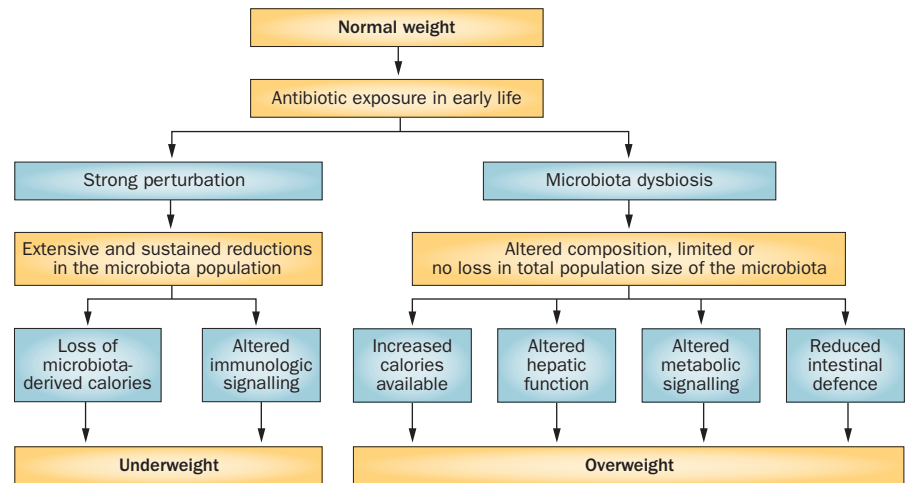 Normal weight
Antibiotic exposure in early life
Strong perturbation
Microbiota dysbiosis
Extensive and sustained reductions
in the microbiota population
Altered composition, limited or
no loss in total population size of the microbiota
Loss of
microbiota-
derived calories
Altered
immunologic
signalling
Increased
calories
available
Altered
hepatic
function
Altered
metabolic
signalling
Reduced
intestinal
defence
Underweight
Overweight